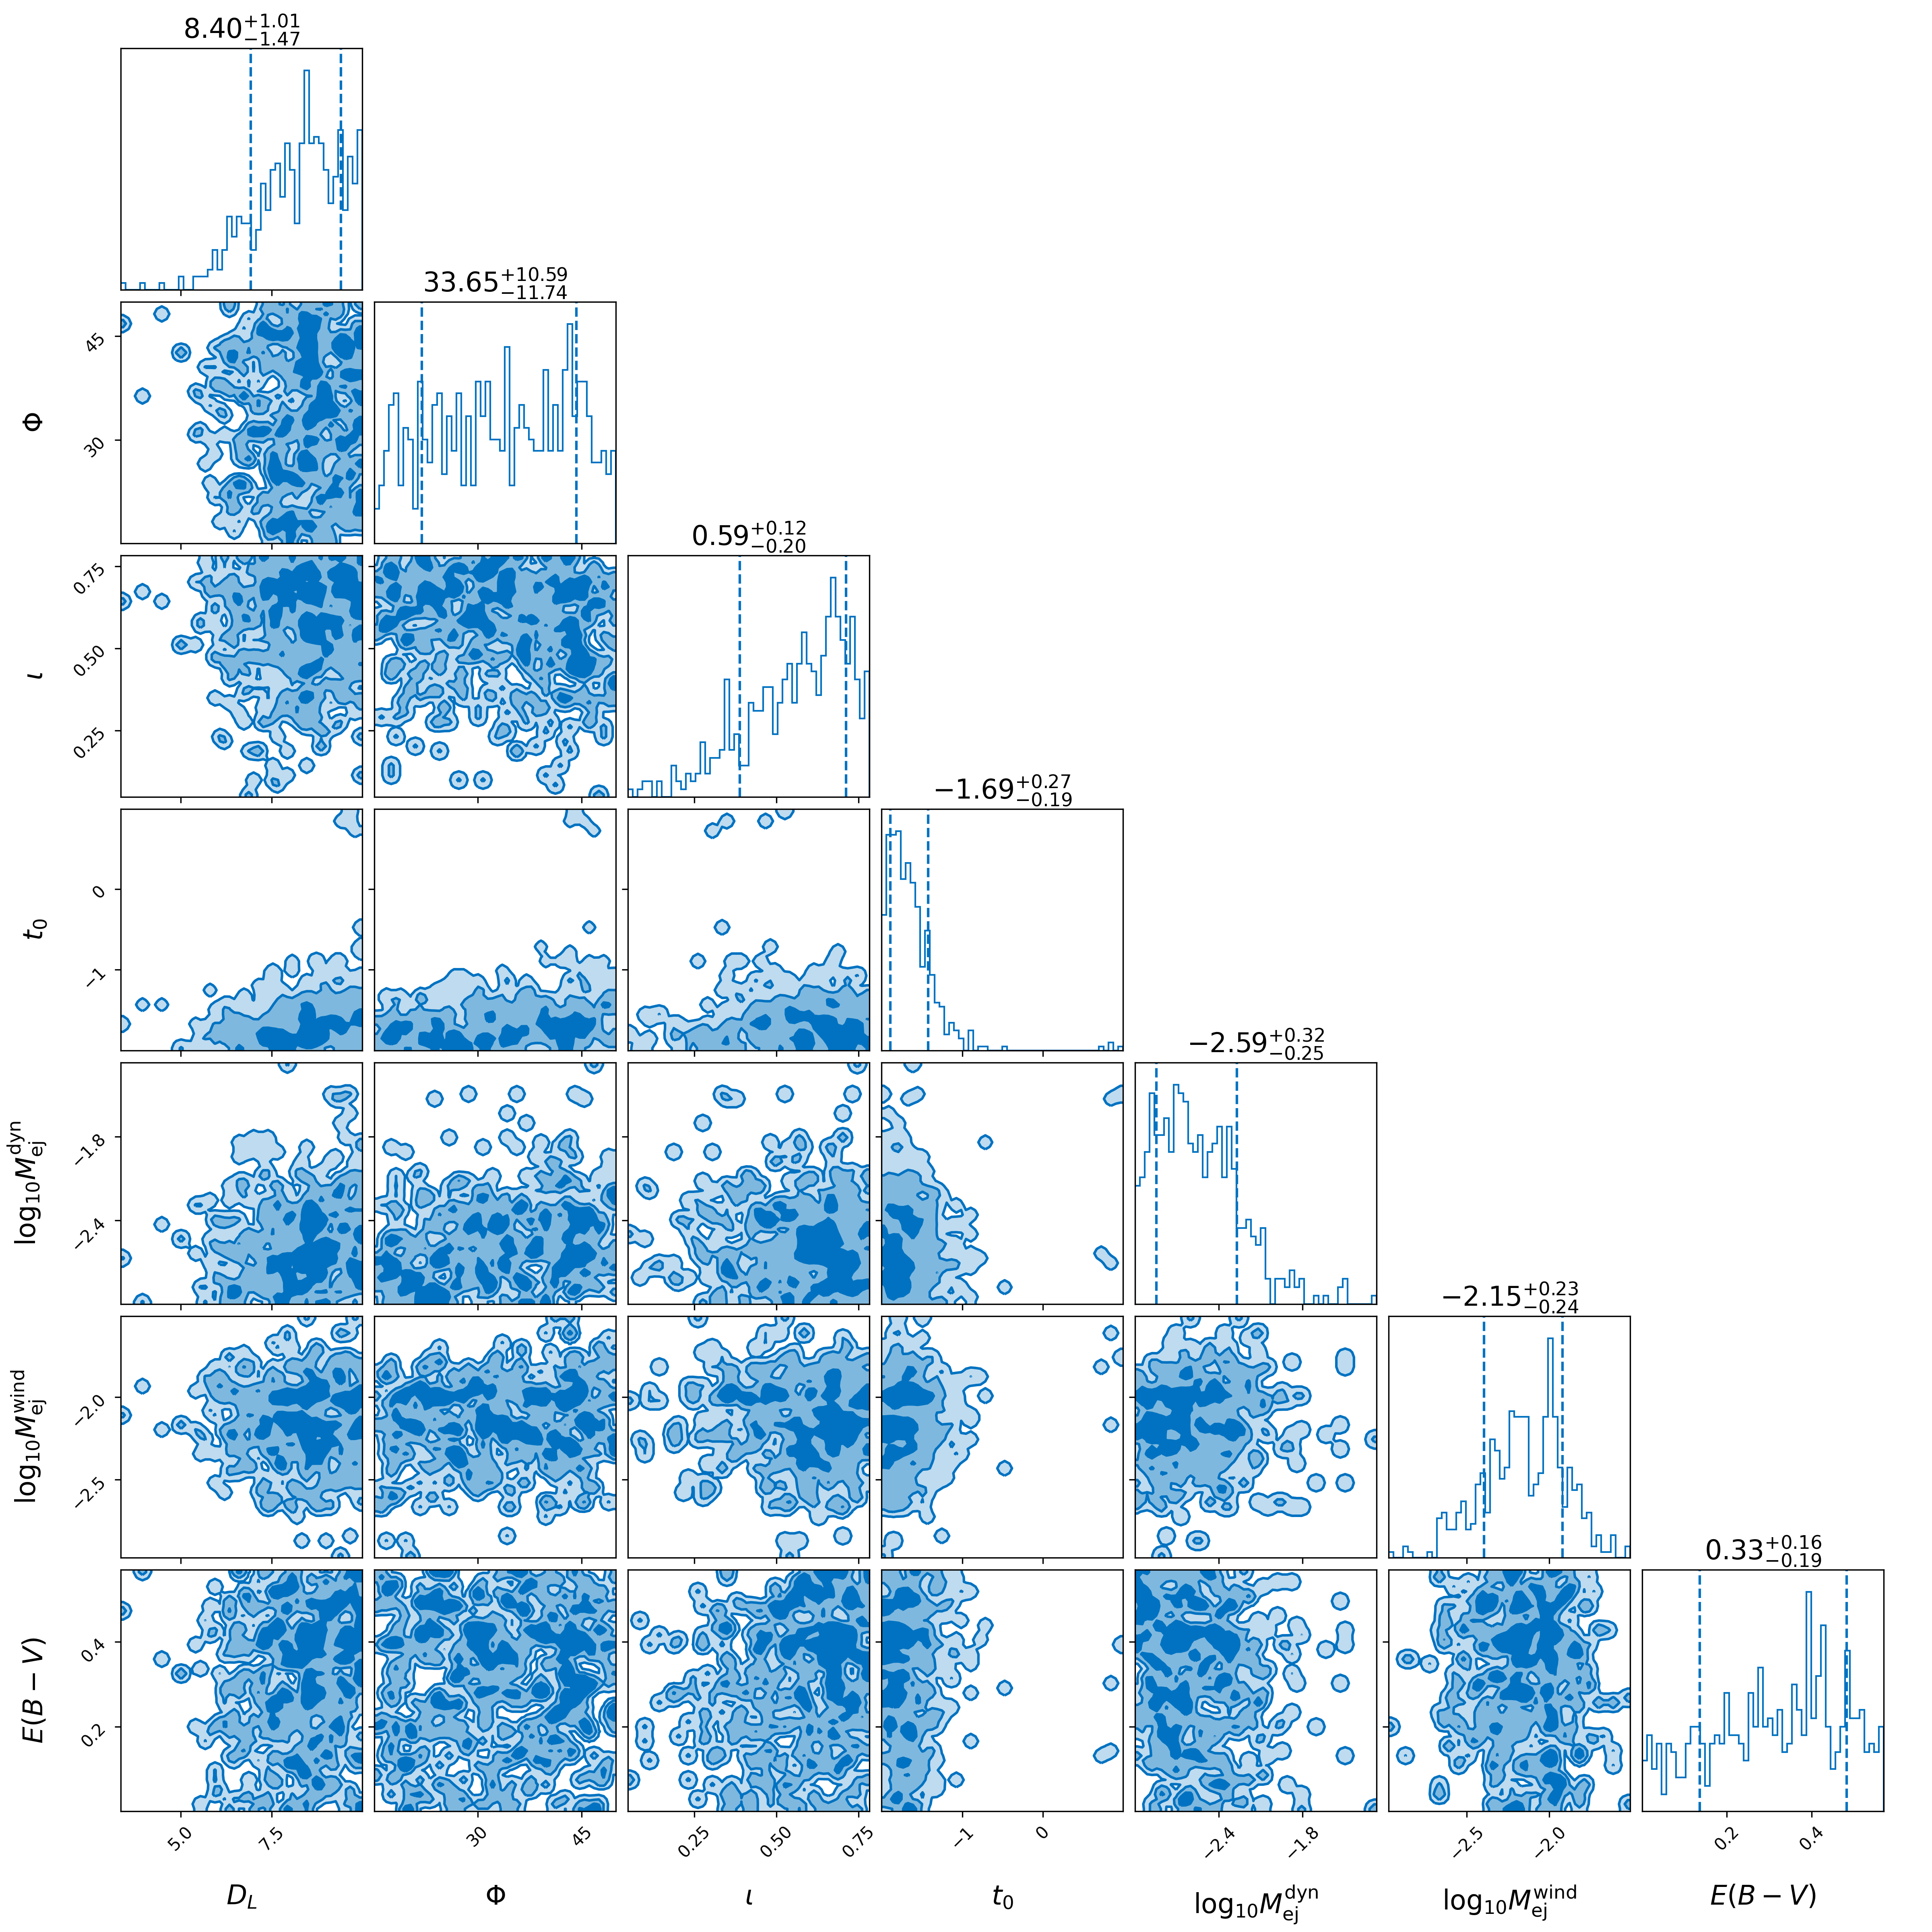 8.40^{+1.01}_{-1.47}
33.65^{+10.59}_{-11.74}
45
30
Φ
0.59^{+0.12}_{-0.20}
0.75
0.50
0.25
ι
−1.69^{+0.27}_{-0.19}
0
−1
t_0
−2.59^{+0.32}_{-0.25}
−1.8
−2.4
log_{10}M_{ej}^{dyn}
−2.15^{+0.23}_{-0.24}
−2.0
−2.5
log_{10}M_{ej}^{wind}
0.33^{+0.16}_{-0.19}
0.4
0.2
E(B − V)
5.0 7.5 30 45 0.25 0.50 0.75 −1 0 −2.4 −1.8 −2.5 −2.0 0.2 0.4
D_L Φ ι t_0 log_{10}M_{ej}^{dyn} log_{10}M_{ej}^{wind} E(B − V)